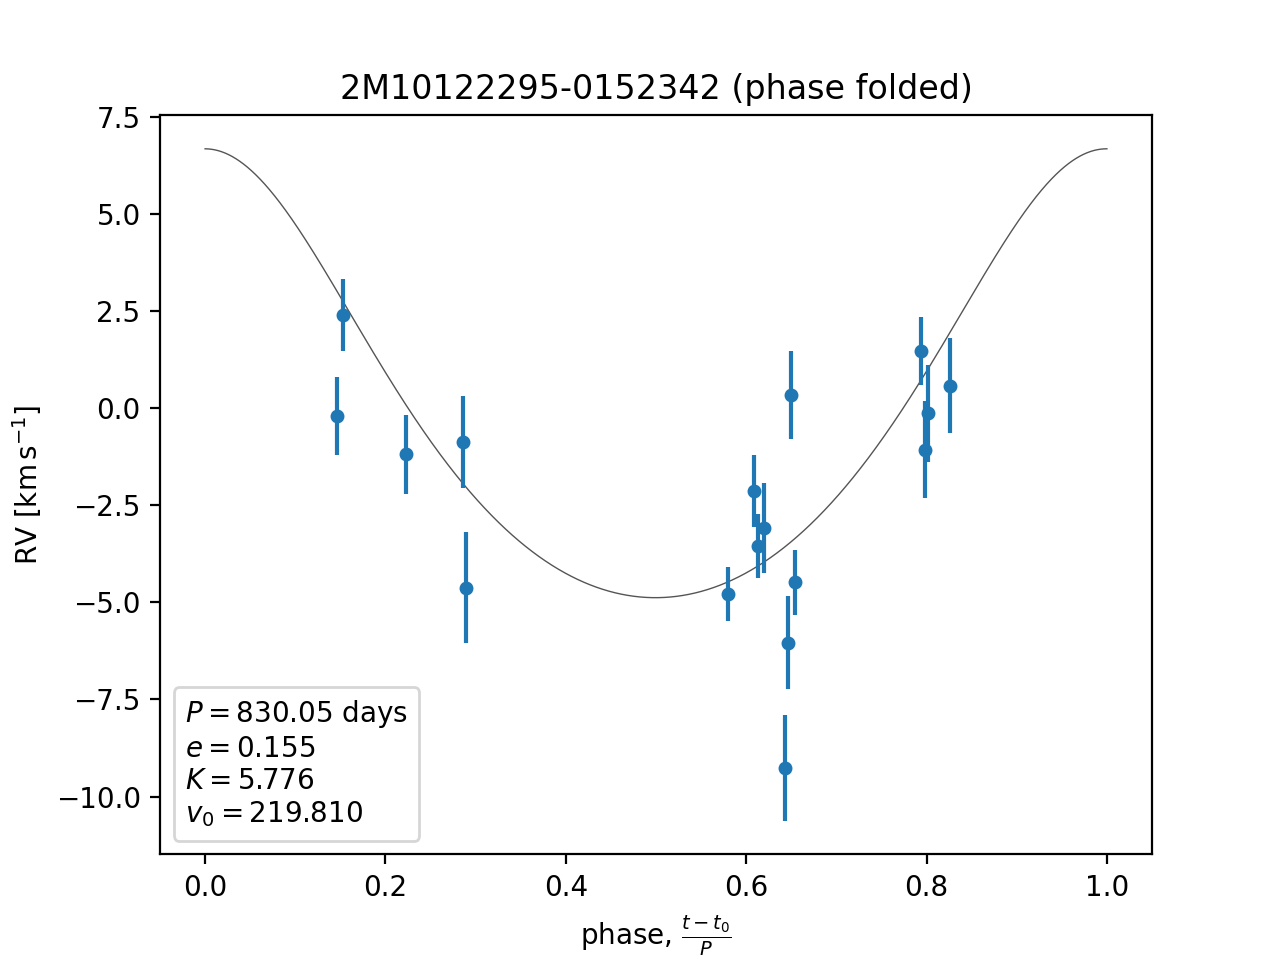 2M10122295-0152342 (phase folded)
7.5
5.0
2.5
0.0
−2.5
−5.0
−7.5
−10.0
RV [km s⁻¹]
P = 830.05 days
e = 0.155
K = 5.776
v₀ = 219.810
0.0 0.2 0.4 0.6 0.8 1.0
phase, (t − t₀)/P